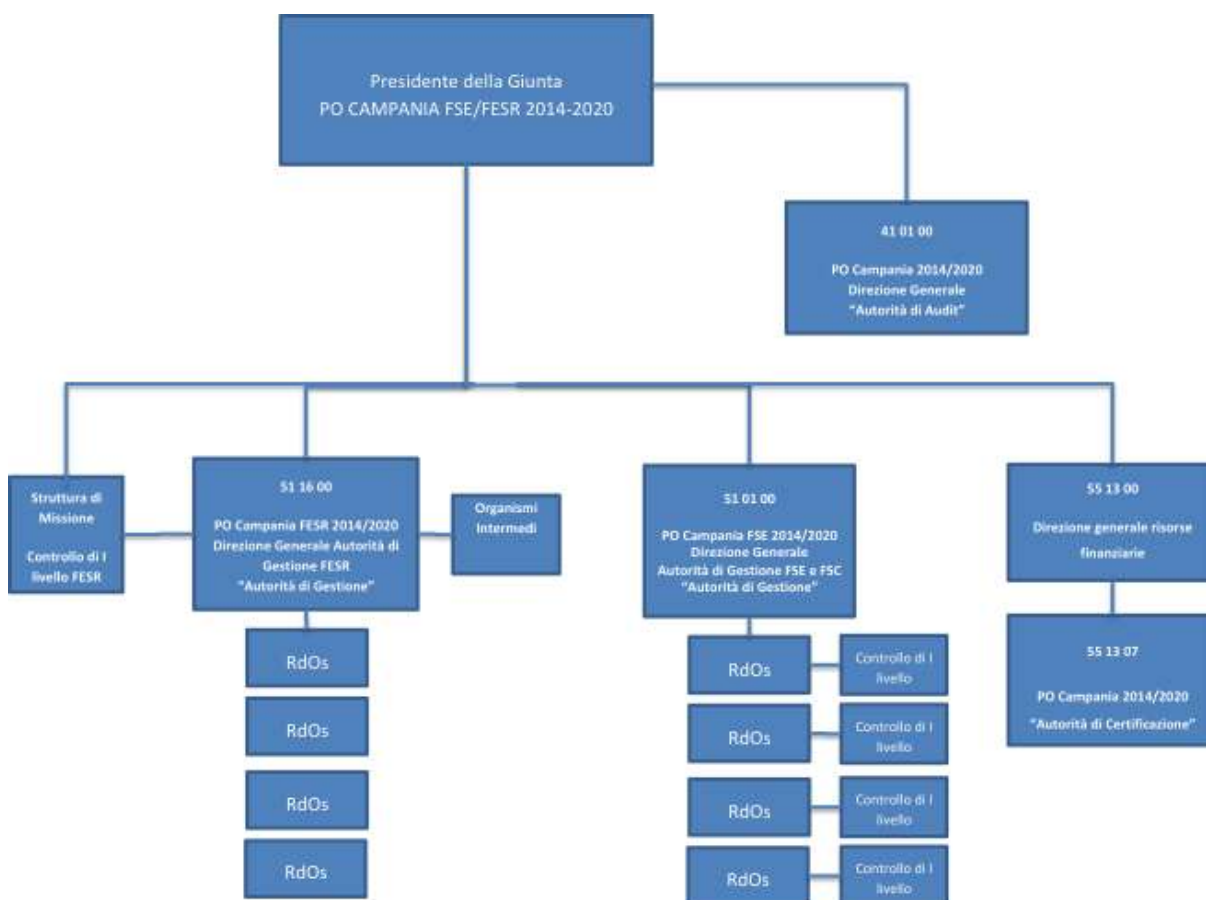 Presidente della Giunta
PO CAMPANIA FSE/FESR 2014-2020
41 01 00
PO Campania 2014/2020
Direzione Generale
“Autorità di Audit”
Struttura di
Missione
Controllo di I
livello FESR
51 16 00
PO Campania FESR 2014/2020
Direzione Generale Autorità di
Gestione FESR
“Autorità di Gestione”
Organismi
Intermedi
51 01 00
PO Campania FSE 2014/2020
Direzione Generale
Autorità di Gestione FSE e FSC
“Autorità di Gestione”
55 13 00
Direzione generale risorse
finanziarie
55 13 07
PO Campania 2014/2020
“Autorità di Certificazione”
RdOs
RdOs
RdOs
RdOs
RdOs
Controllo di I
livello
RdOs
Controllo di I
livello
RdOs
Controllo di I
livello
RdOs
Controllo di I
livello